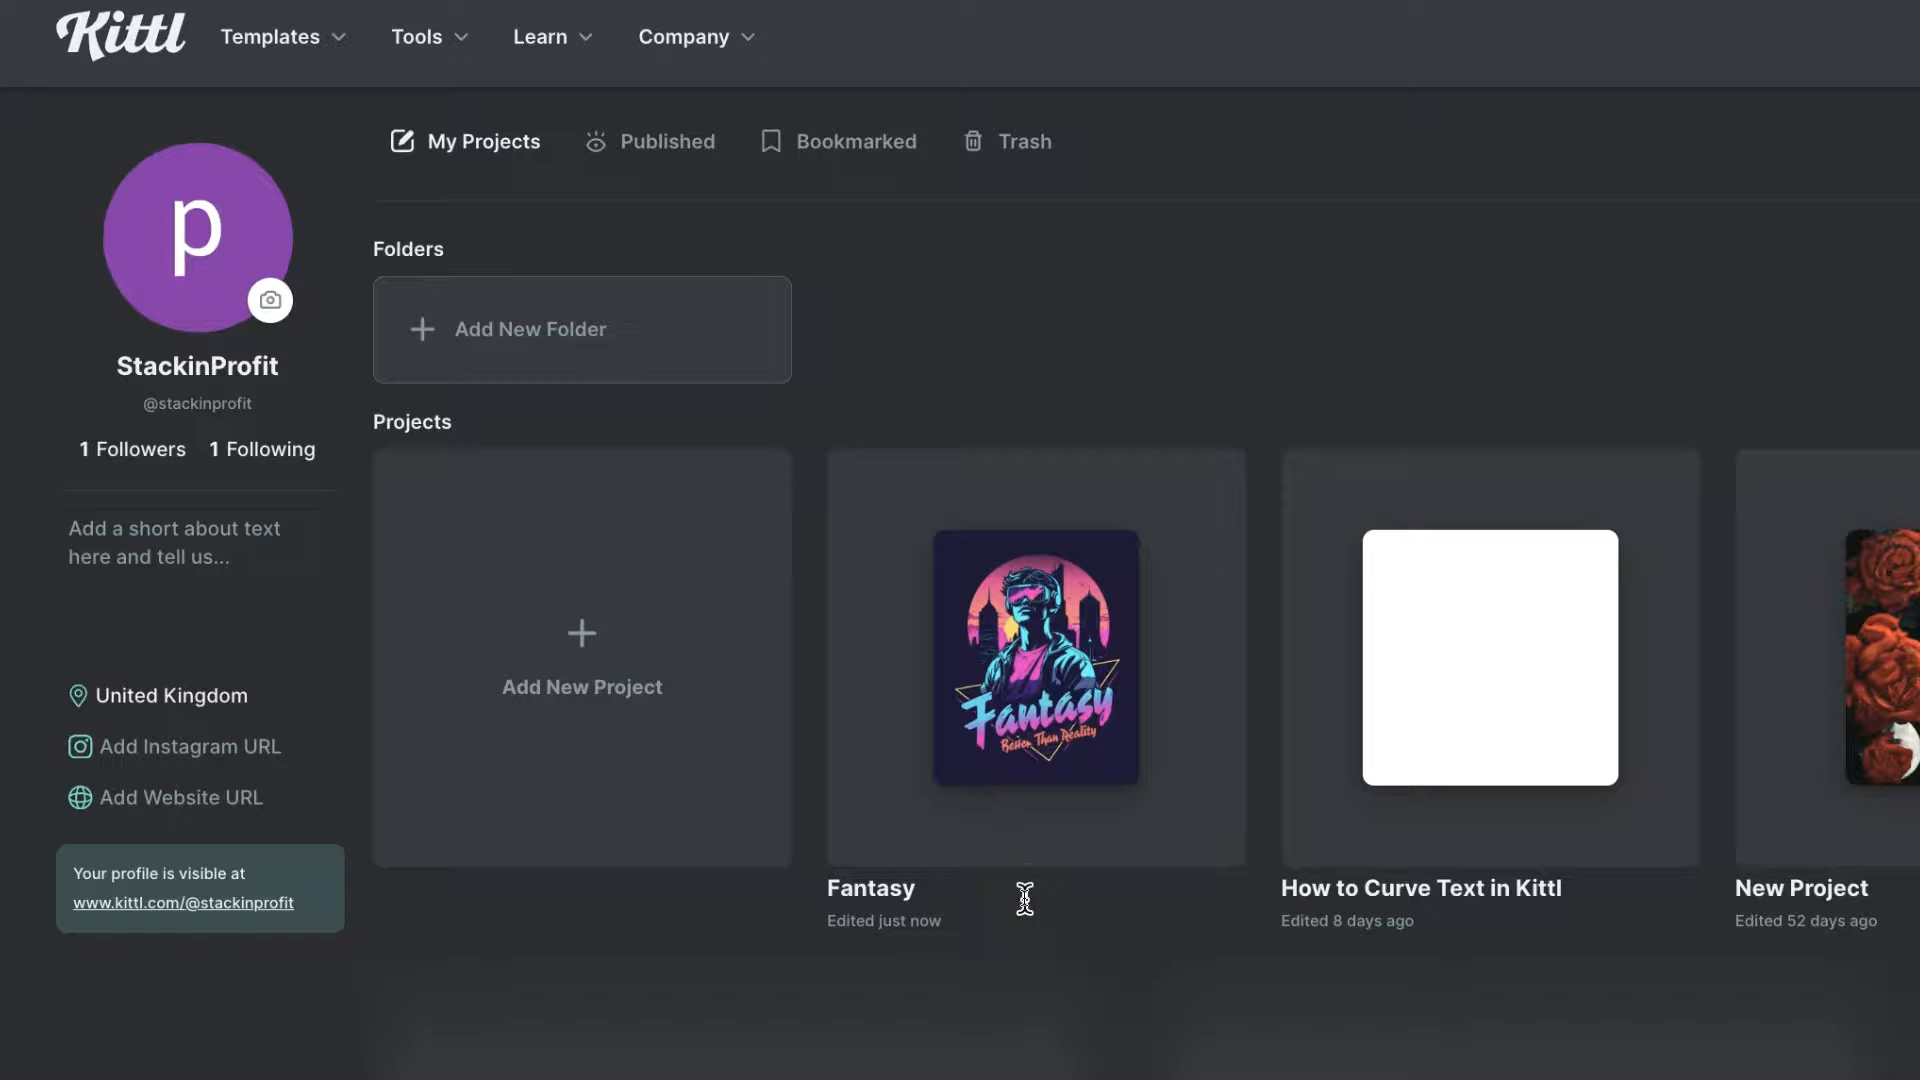 Kittl
Templates
Tools
Learn
Company
My Projects
Published
Bookmarked
Trash
p
StackinProfit
@stackinprofit
1 Followers 1 Following
Add a short about text
here and tell us...
United Kingdom
Add Instagram URL
Add Website URL
Your profile is visible at
www.kittl.com/@stackinprofit
Folders
Add New Folder
Projects
Add New Project
Fantasy
Better Than Reality
Fantasy
Edited just now
How to Curve Text in Kittl
Edited 8 days ago
New Project
Edited 52 days ago